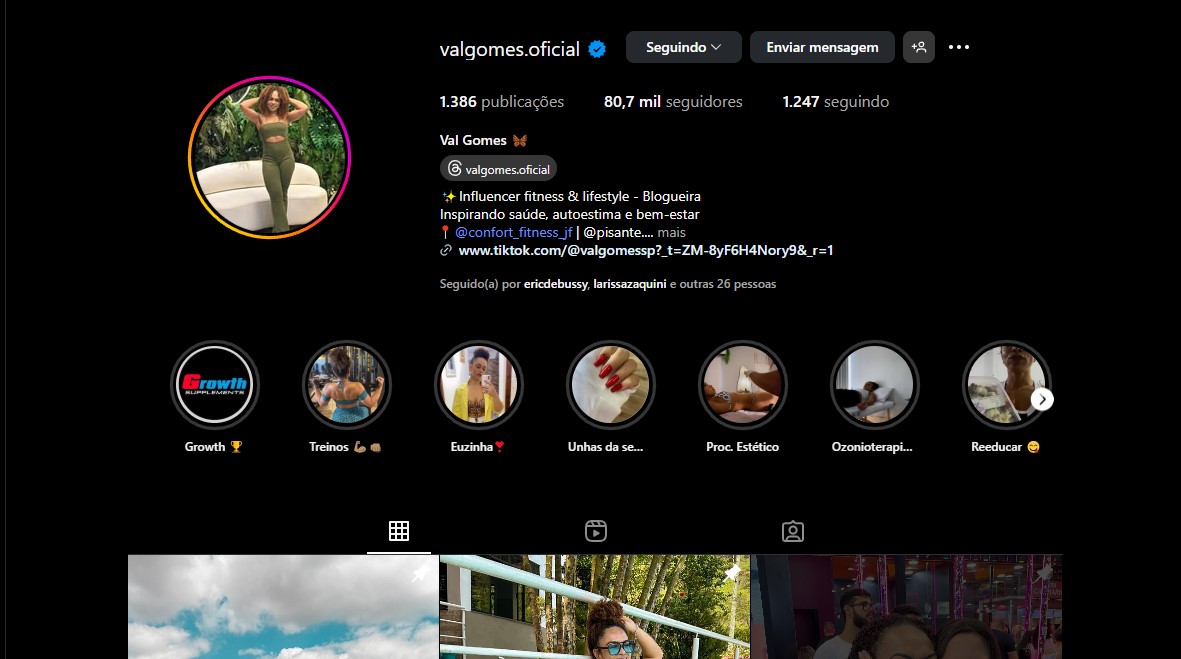 valgomes.oficial
Seguindo
Enviar mensagem
1.386 publicações
80,7 mil seguidores
1.247 seguindo
Val Gomes 🦋
valgomes.oficial
✨ Influencer fitness & lifestyle - Blogueira
Inspirando saúde, autoestima e bem-estar
📍 @confort_fitness_jf | @pisante.... mais
www.tiktok.com/@valgomessp?_t=ZM-8yF6H4Nory9&_r=1
Seguido(a) por ericdebussy, larissazaquini e outras 26 pessoas
Growth
SUPPLEMENTS
Growth 🏆
Treinos 💪🏽👊🏽
Euzinha❣️
Unhas da se...
Proc. Estético
Ozonioterapi...
Reeducar 😋